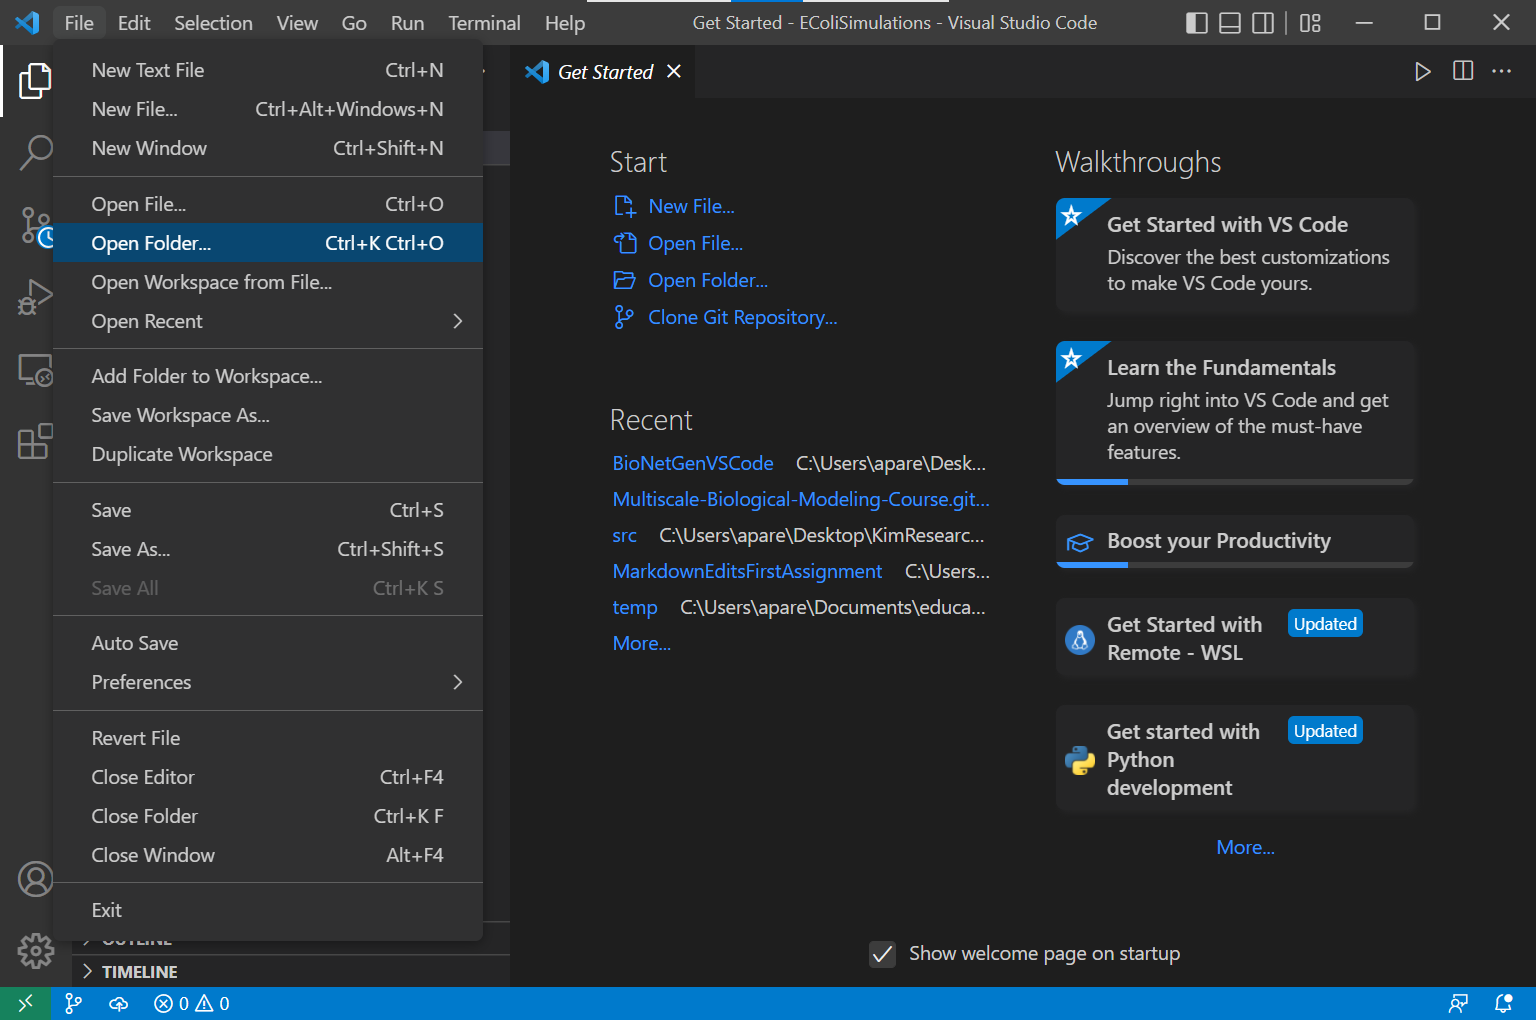 File Edit Selection View Go Run Terminal Help Get Started - EColiSimulations - Visual Studio Code
New Text File Ctrl+N
New File... Ctrl+Alt+Windows+N
New Window Ctrl+Shift+N
Open File... Ctrl+O
Open Folder... Ctrl+K Ctrl+O
Open Workspace from File...
Open Recent
Add Folder to Workspace...
Save Workspace As...
Duplicate Workspace
Save Ctrl+S
Save As... Ctrl+Shift+S
Save All Ctrl+K S
Auto Save
Preferences
Revert File
Close Editor Ctrl+F4
Close Folder Ctrl+K F
Close Window Alt+F4
Exit
OUTLINE
TIMELINE
Get Started
Start
New File...
Open File...
Open Folder...
Clone Git Repository...
Recent
BioNetGenVSCode C:\Users\apare\Desk...
Multiscale-Biological-Modeling-Course.git...
src C:\Users\apare\Desktop\KimResearc...
MarkdownEditsFirstAssignment C:\Users...
temp C:\Users\apare\Documents\educa...
More...
Walkthroughs
Get Started with VS Code
Discover the best customizations
to make VS Code yours.
Learn the Fundamentals
Jump right into VS Code and get
an overview of the must-have
features.
Boost your Productivity
Get Started with Updated
Remote - WSL
Get started with Updated
Python
development
More...
Show welcome page on startup
0 0